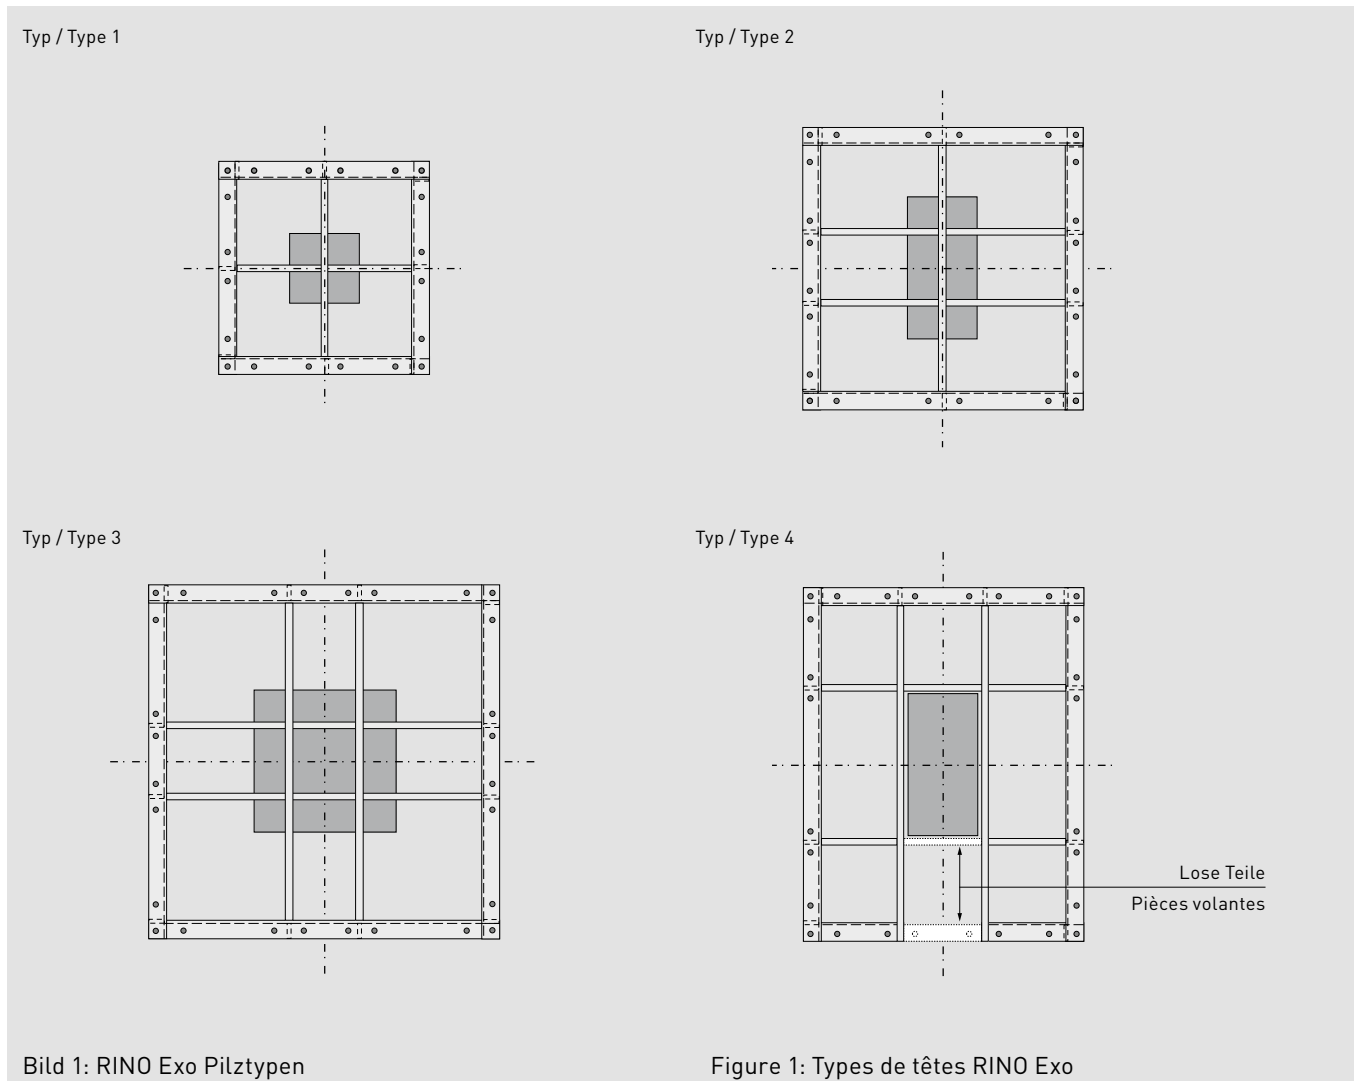 Typ / Type 1
Typ / Type 2
Typ / Type 3
Typ / Type 4
Lose Teile
Pièces volantes
Bild 1: RINO Exo Pilztypen
Figure 1: Types de têtes RINO Exo